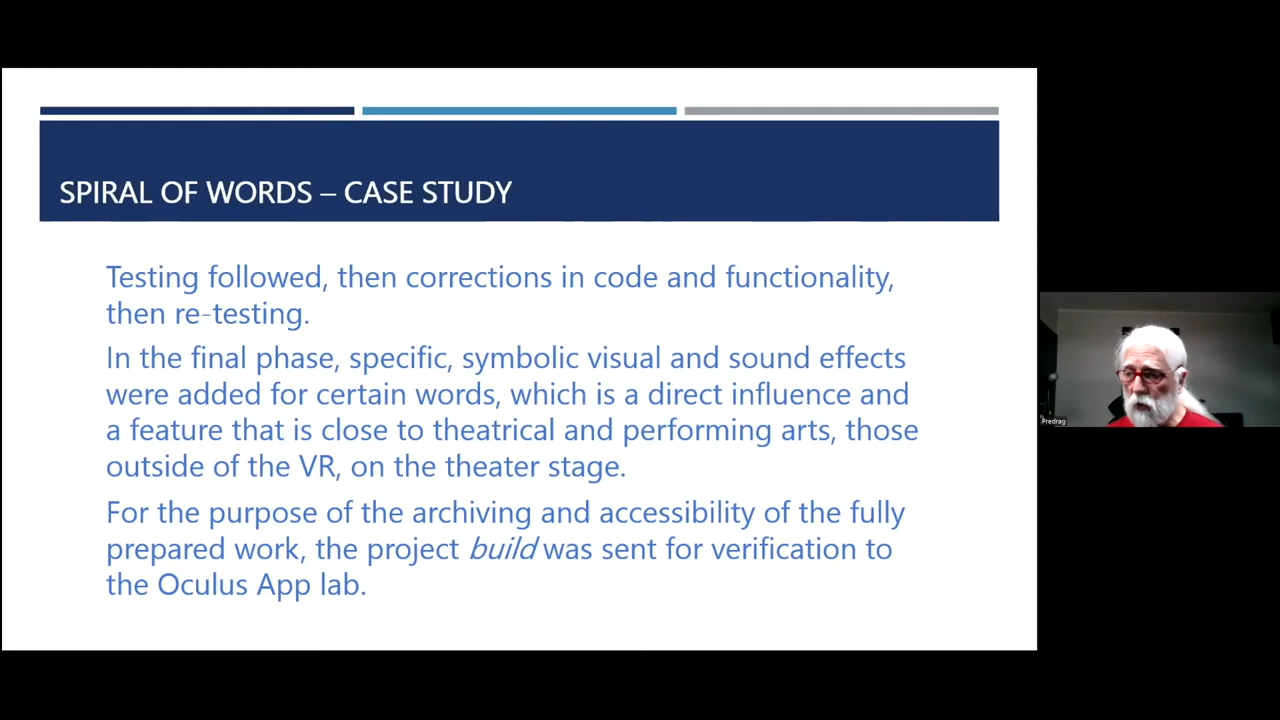 SPIRAL OF WORDS – CASE STUDY
Testing followed, then corrections in code and functionality,
then re-testing.
In the final phase, specific, symbolic visual and sound effects
were added for certain words, which is a direct influence and
a feature that is close to theatrical and performing arts, those
outside of the VR, on the theater stage.
For the purpose of the archiving and accessibility of the fully
prepared work, the project build was sent for verification to
the Oculus App lab.
Predrag